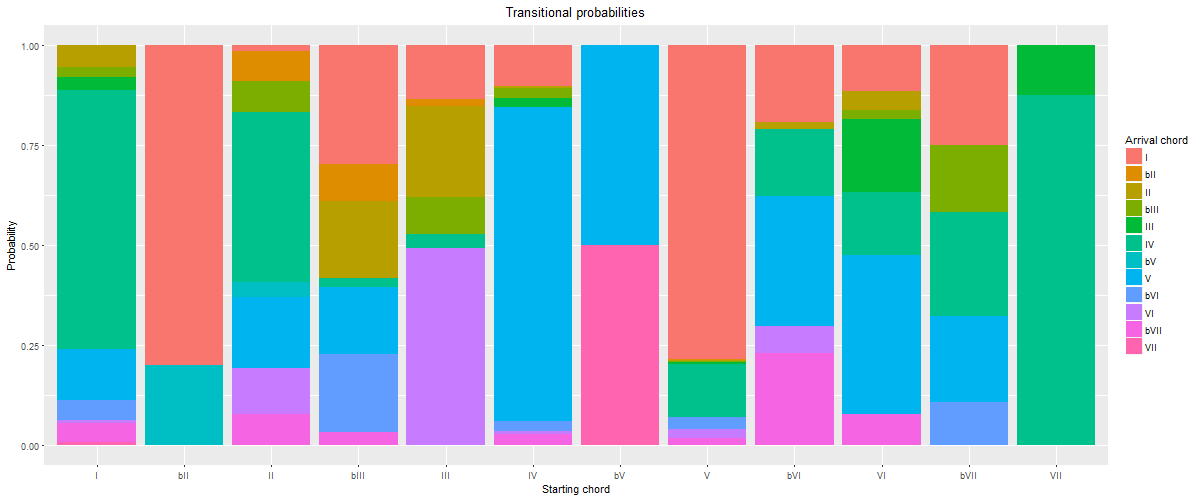 Transitional probabilities
1.00
0.75
0.50
0.25
0.00
Probability
I bII II bIII III IV bV V bVI VI bVII VII
Starting chord
Arrival chord
I
bII
II
bIII
III
IV
bV
V
bVI
VI
bVII
VII